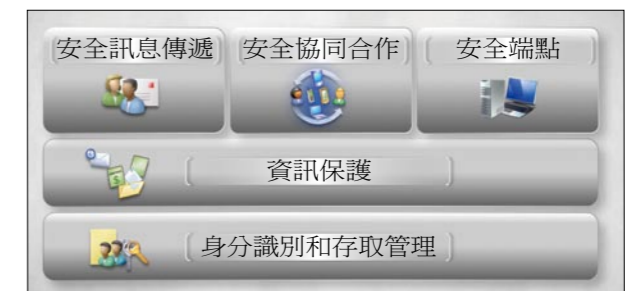 安全訊息傳遞
安全協同合作
安全端點
資訊保護
身分識別和存取管理